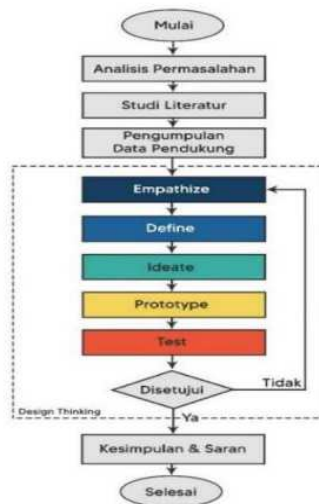 Mulai
Analisis Permasalahan
Studi Literatur
Pengumpulan
Data Pendukung
Empathize
Define
Ideate
Prototype
Test
Disetujui
Tidak
Ya
Design Thinking
Kesimpulan & Saran
Selesai